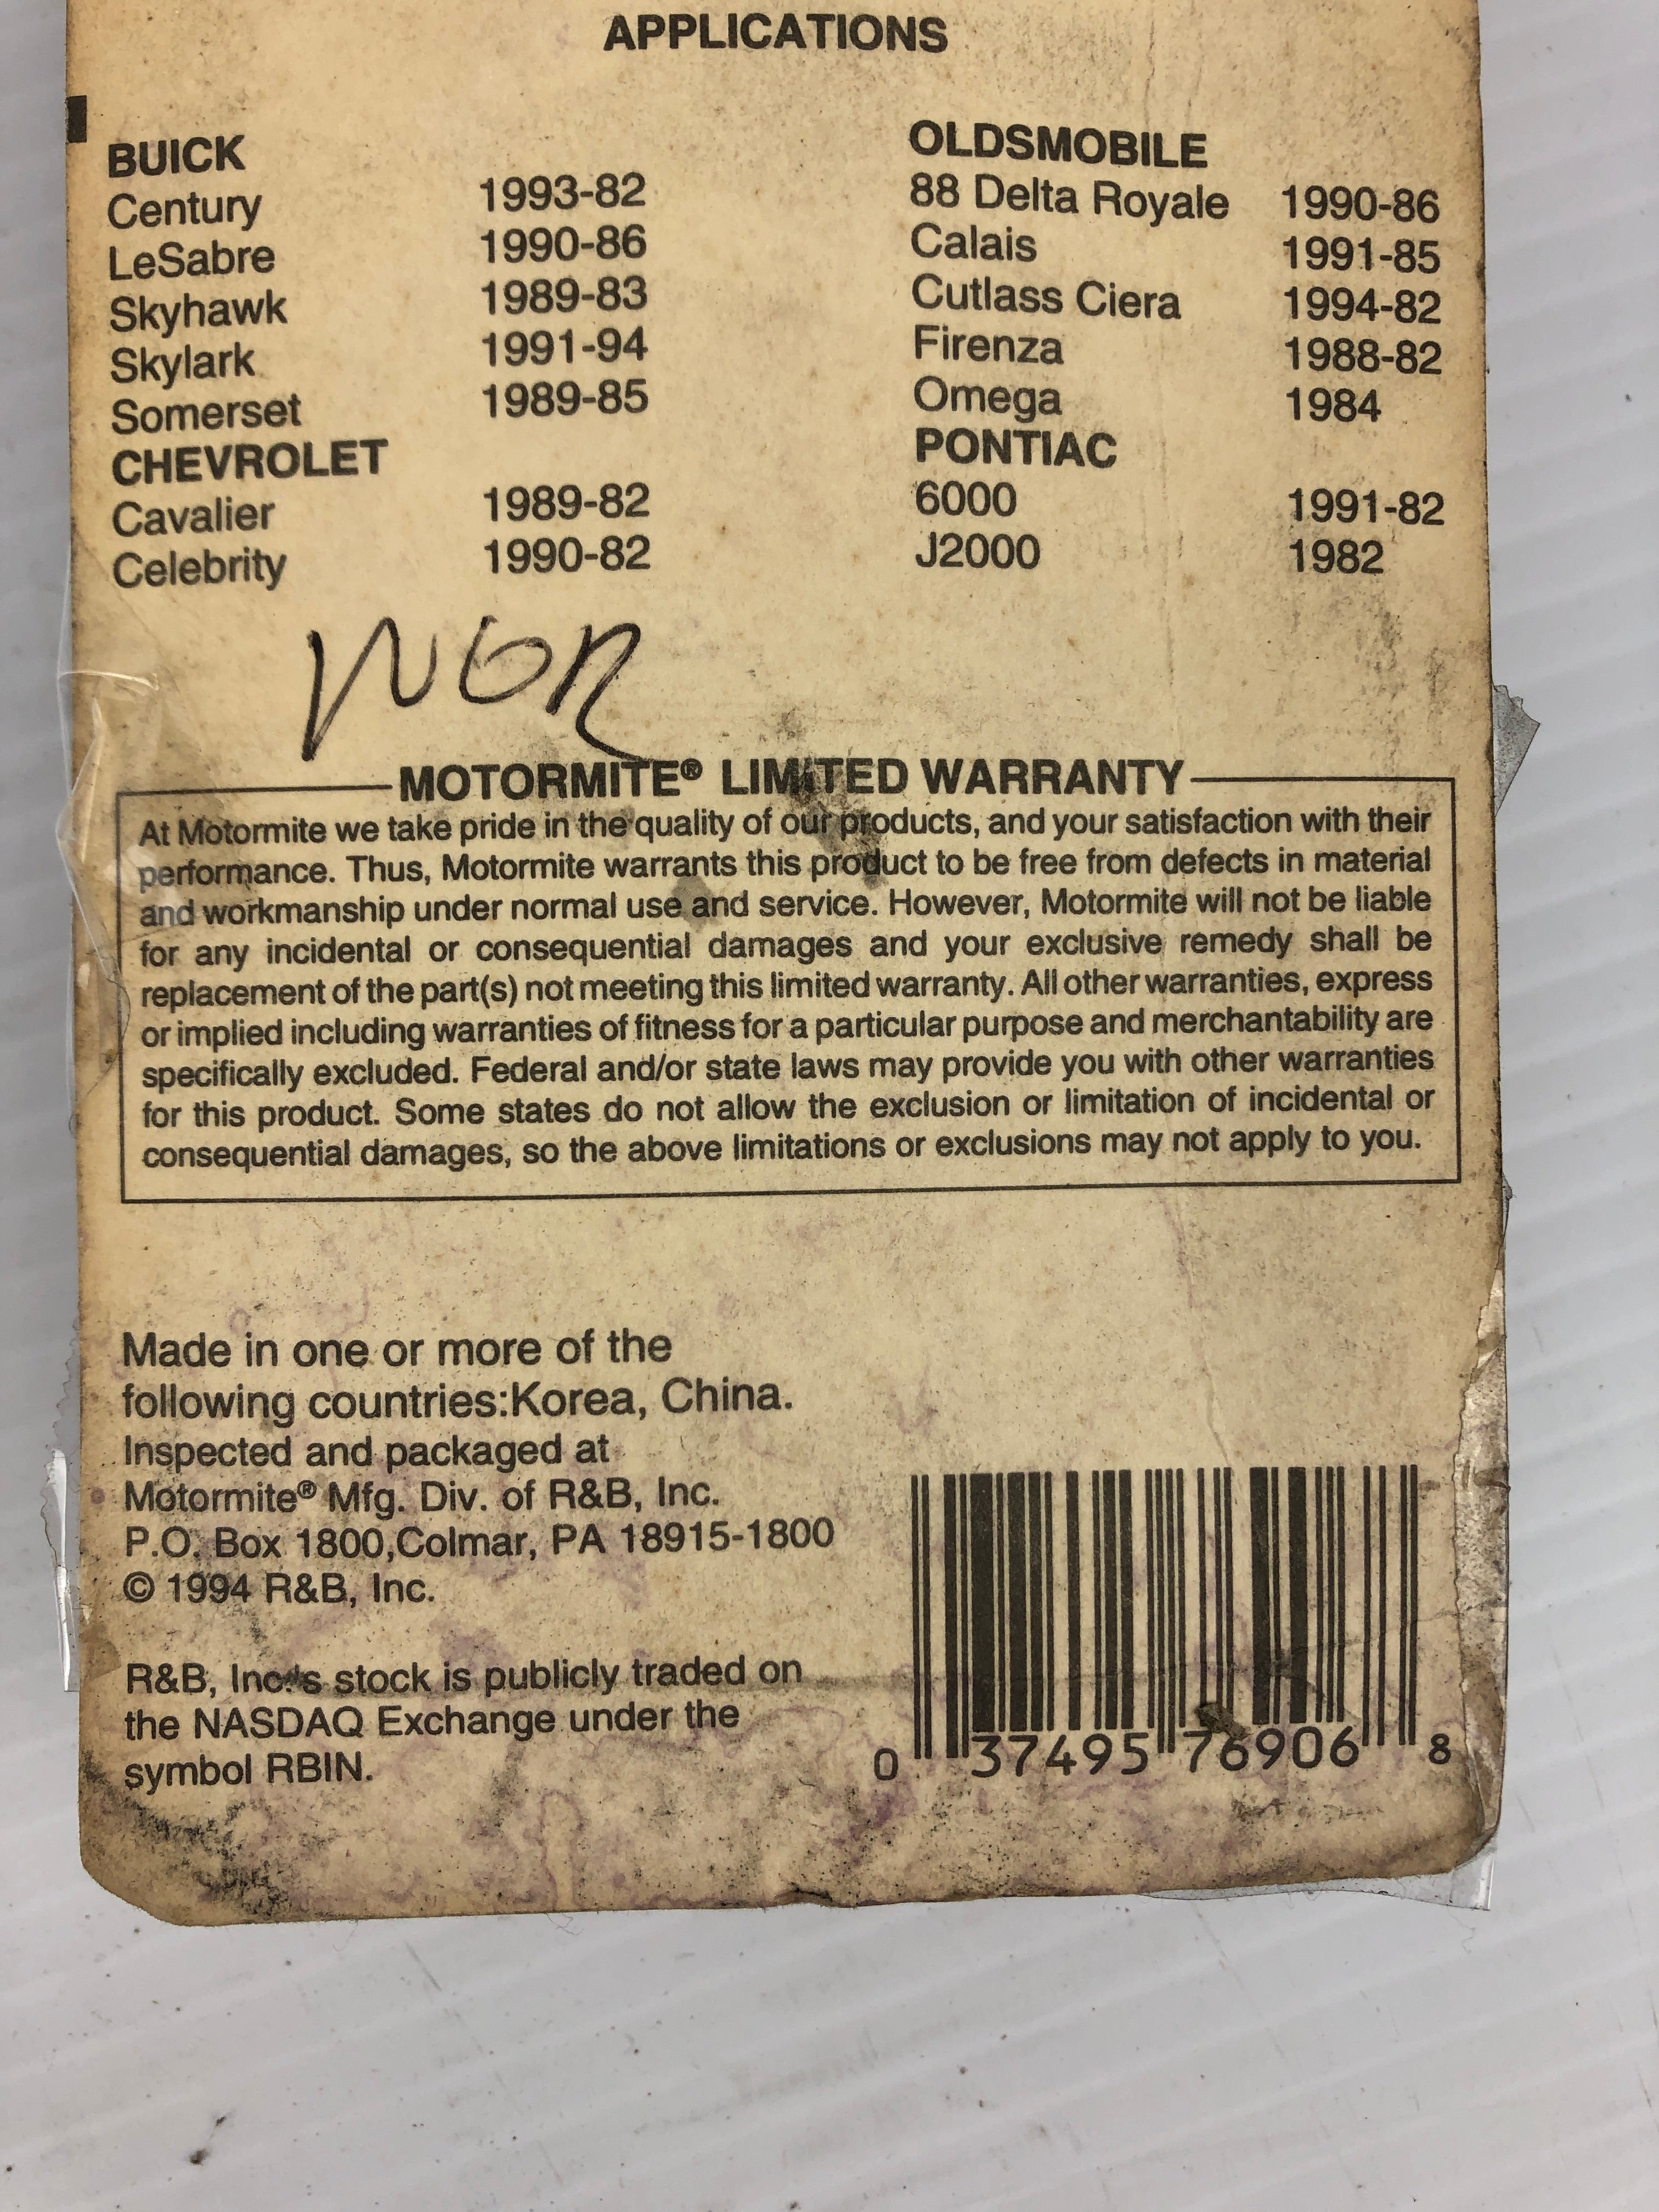 APPLICATIONS
BUICK
Century 1993-82
LeSabre 1990-86
Skyhawk 1989-83
Skylark 1991-94
Somerset 1989-85
CHEVROLET
Cavalier 1989-82
Celebrity 1990-82
OLDSMOBILE
88 Delta Royale 1990-86
Calais 1991-85
Cutlass Ciera 1994-82
Firenza 1988-82
Omega 1984
PONTIAC
6000 1991-82
J2000 1982
MOTORMITE® LIMITED WARRANTY
At Motormite we take pride in the quality of our products, and your satisfaction with their
performance. Thus, Motormite warrants this product to be free from defects in material
and workmanship under normal use and service. However, Motormite will not be liable
for any incidental or consequential damages and your exclusive remedy shall be
replacement of the part(s) not meeting this limited warranty. All other warranties, express
or implied including warranties of fitness for a particular purpose and merchantability are
specifically excluded. Federal and/or state laws may provide you with other warranties
for this product. Some states do not allow the exclusion or limitation of incidental or
consequential damages, so the above limitations or exclusions may not apply to you.
Made in one or more of the
following countries:Korea, China.
Inspected and packaged at
Motormite® Mfg. Div. of R&B, Inc.
P.O. Box 1800,Colmar, PA 18915-1800
© 1994 R&B, Inc.
R&B, Inc.'s stock is publicly traded on
the NASDAQ Exchange under the
symbol RBIN.
0 37495 76906 8